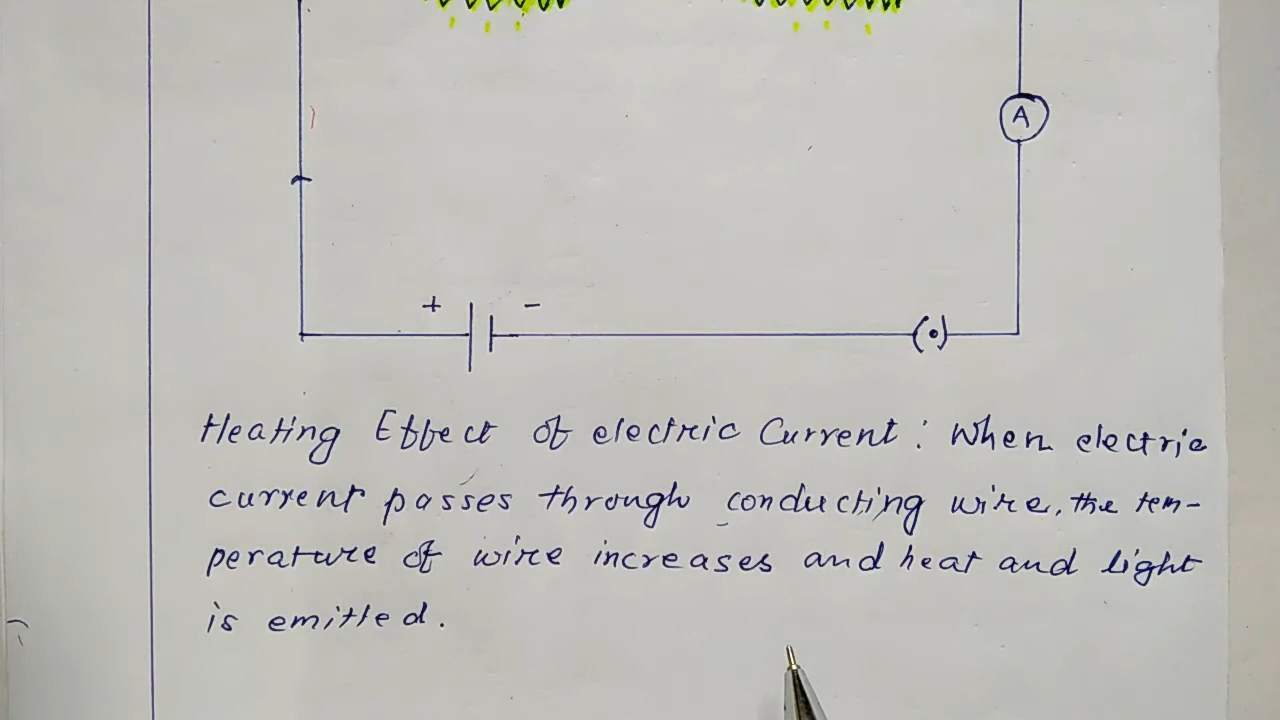 A
+ −
Heating Effect of electric Current : When electric
current passes through conducting wire, the tem-
perature of wire increases and heat and light
is emitted.